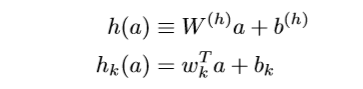 h(a) ≡ W^{(h)}a + b^{(h)}
h_k(a) = w_k^T a + b_k